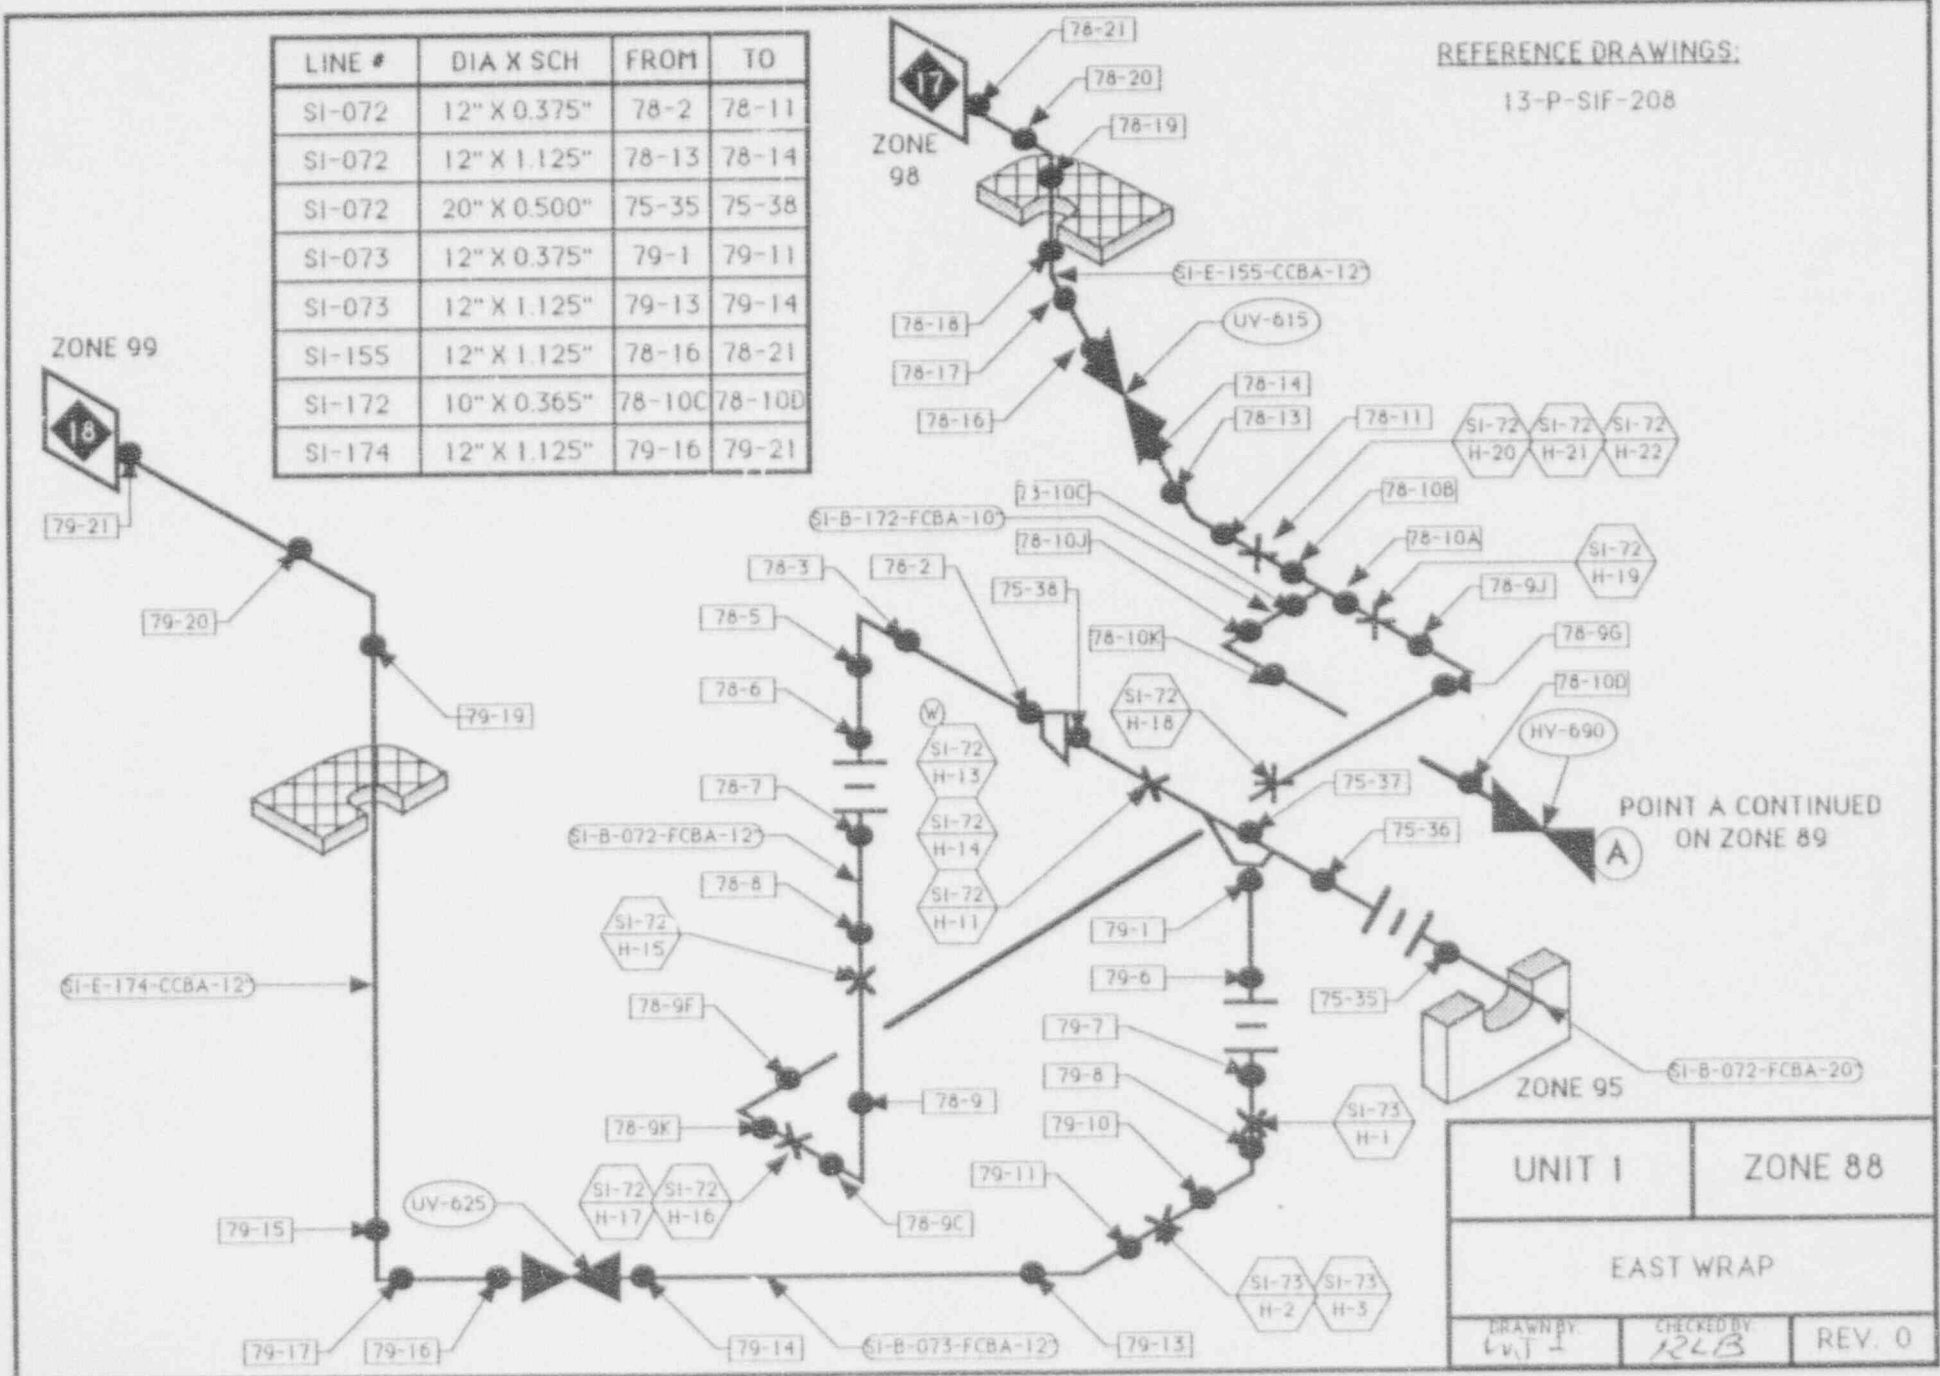 LINE # DIA X SCH FROM TO
SI-072 12" X 0.375" 78-2 78-11
SI-072 12" X 1.125" 78-13 78-14
SI-072 20" X 0.500" 75-35 75-38
SI-073 12" X 0.375" 79-1 79-11
SI-073 12" X 1.125" 79-13 79-14
SI-155 12" X 1.125" 78-16 78-21
SI-172 10" X 0.365" 78-10C 78-10D
SI-174 12" X 1.125" 79-16 79-21
REFERENCE DRAWINGS:
13-P-SIF-208
17
ZONE
98
78-21
78-20
78-19
SI-E-155-CCBA-12"
78-18
UV-615
78-17
78-16
78-14
78-13
78-11
SI-72
H-20
SI-72
H-21
SI-72
H-22
ZONE 99
18
79-21
79-20
79-19
73-10C
SI-B-172-FCBA-10"
78-10J
78-10B
78-10A
SI-72
H-19
78-9J
78-9G
78-10K
78-10D
HV-690
POINT A CONTINUED
ON ZONE 89
A
78-3
78-2
75-38
78-5
78-6
78-7
SI-B-072-FCBA-12"
78-8
W
SI-72
H-13
SI-72
H-14
SI-72
H-11
SI-72
H-18
75-37
75-36
SI-72
H-15
79-1
79-6
75-35
SI-E-174-CCBA-12"
78-9F
79-7
79-8
78-9
78-9K
79-10
SI-73
H-1
ZONE 95
SI-B-072-FCBA-20"
SI-72
H-17
SI-72
H-16
78-9C
79-11
UV-625
79-15
SI-73
H-2
SI-73
H-3
79-17
79-16
79-14
SI-B-073-FCBA-12"
79-13
UNIT 1 ZONE 88
EAST WRAP
DRAWN BY:
CHECKED BY:
RLB
REV. 0